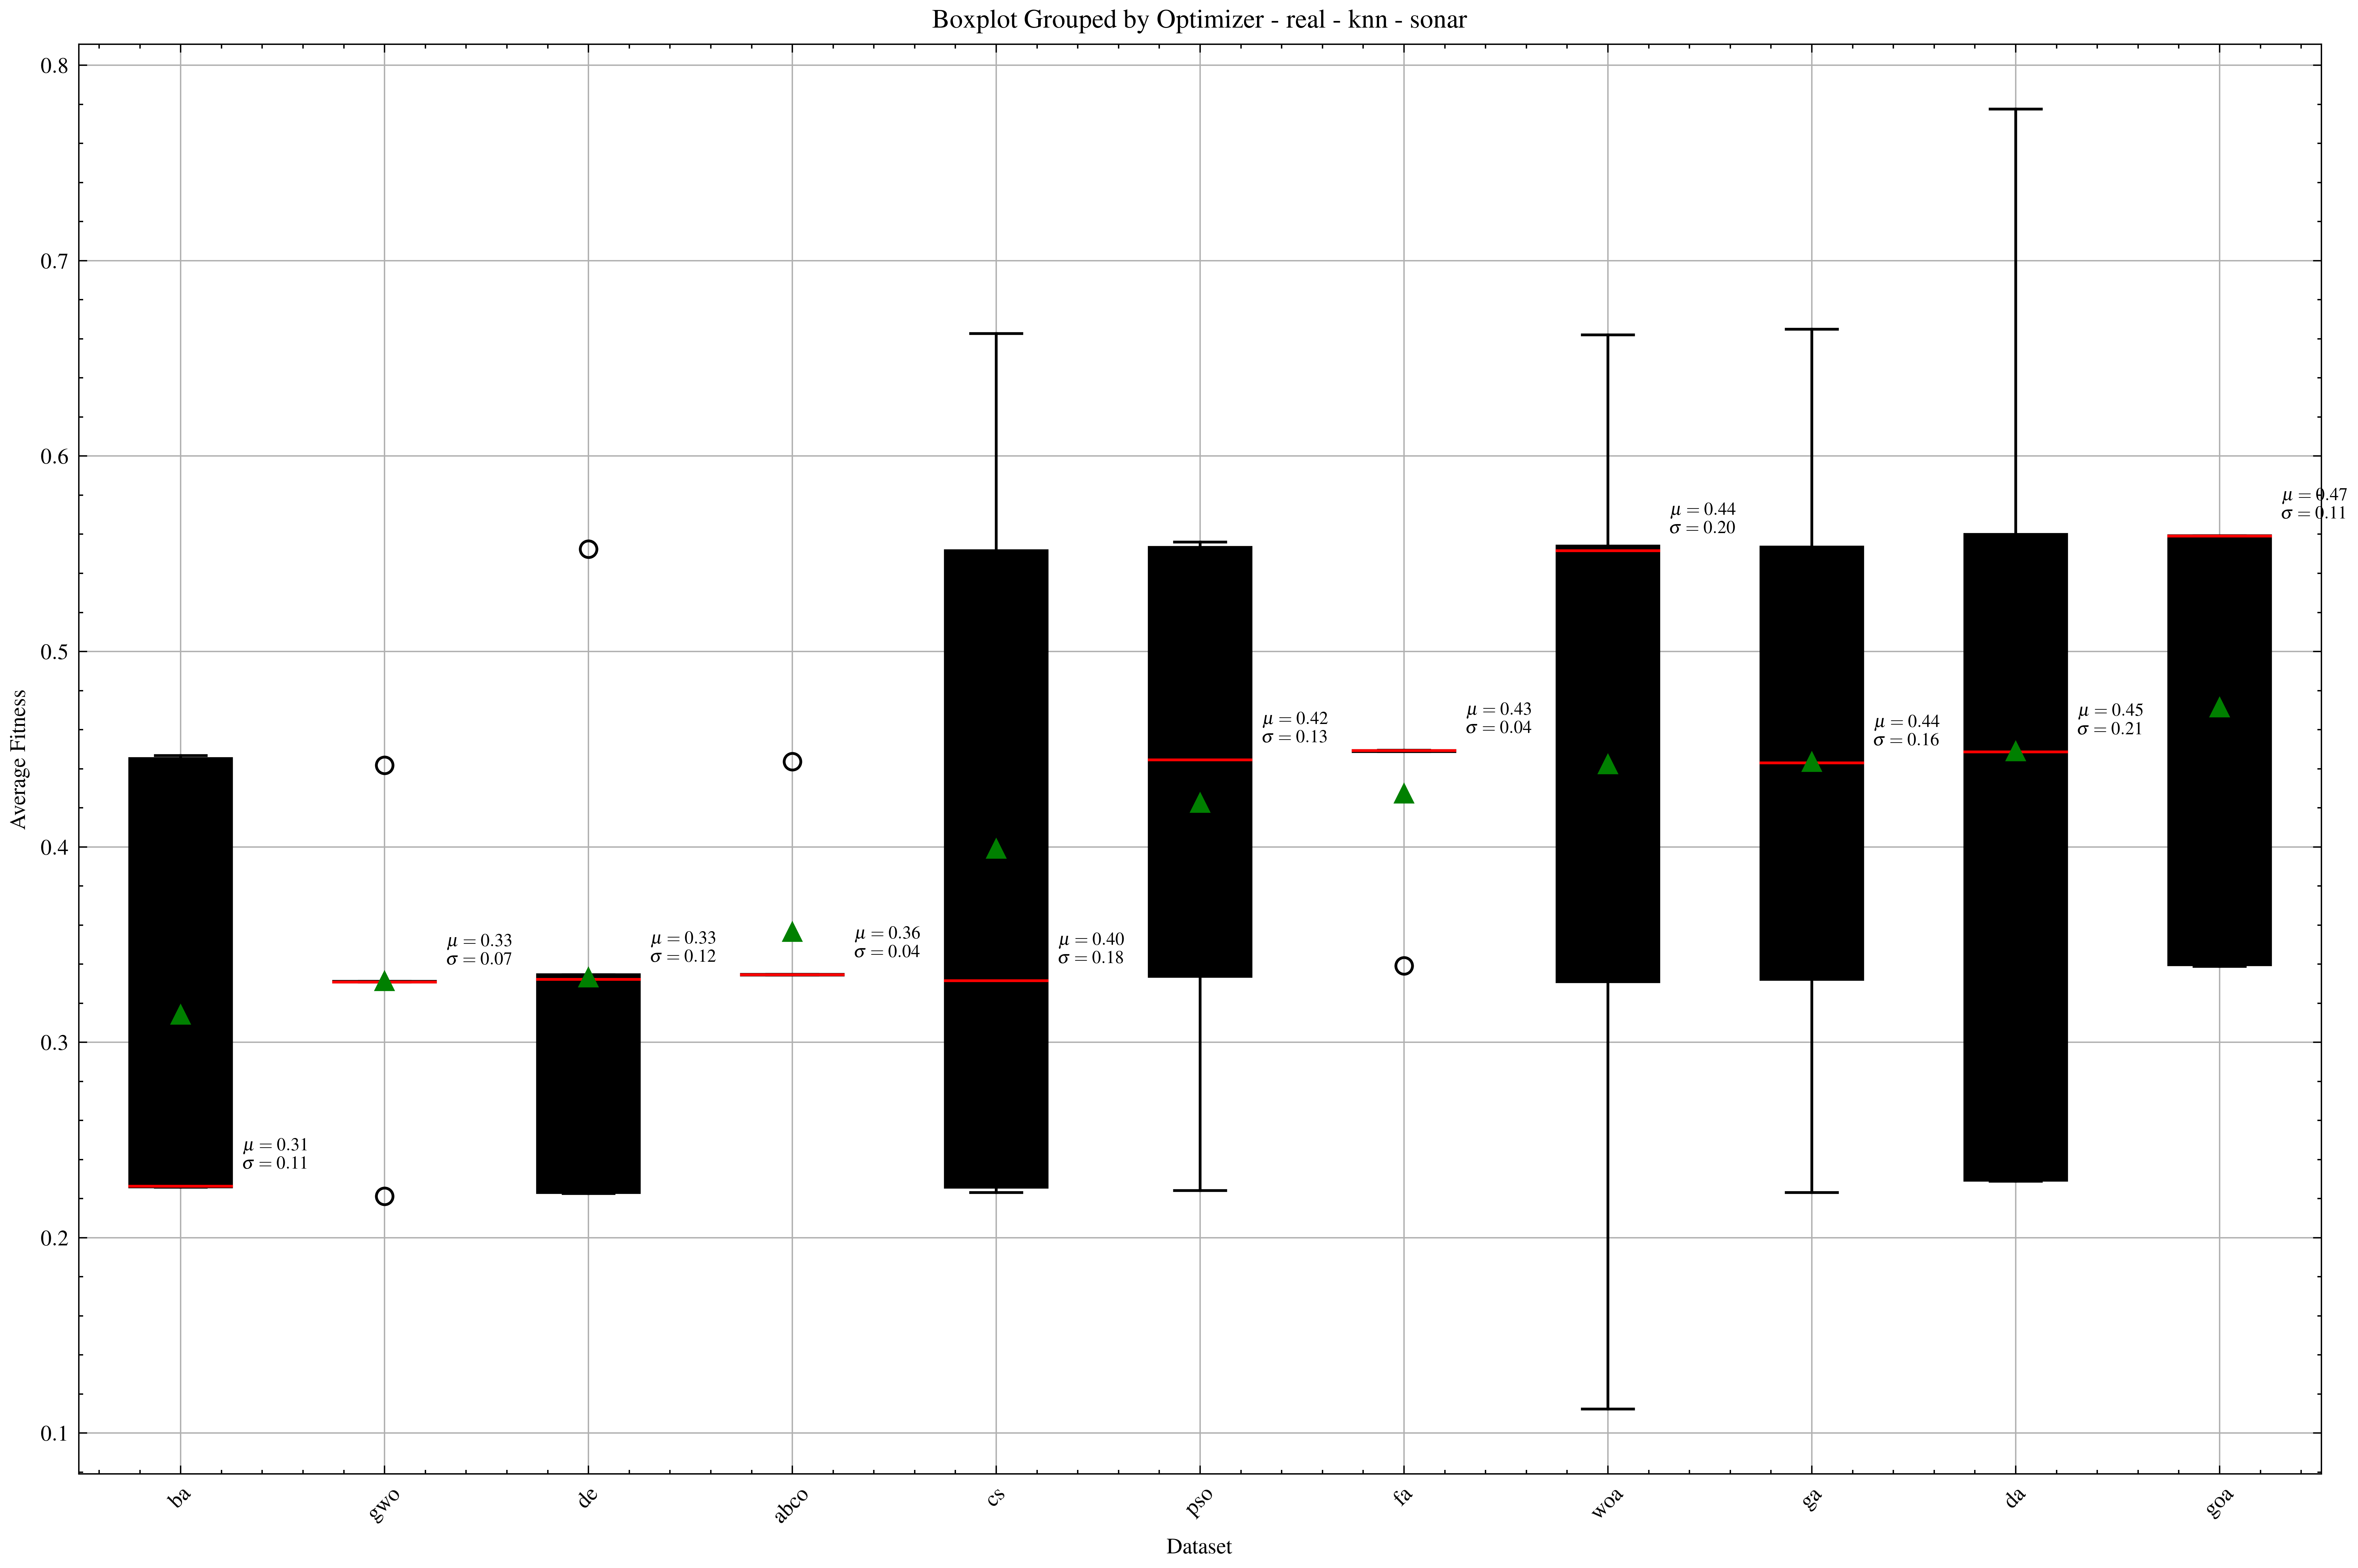 Boxplot Grouped by Optimizer - real - knn - sonar
Average Fitness
0.8
0.7
0.6
0.5
0.4
0.3
0.2
0.1
μ = 0.31
σ = 0.11
μ = 0.33
σ = 0.07
μ = 0.33
σ = 0.12
μ = 0.36
σ = 0.04
μ = 0.40
σ = 0.18
μ = 0.42
σ = 0.13
μ = 0.43
σ = 0.04
μ = 0.44
σ = 0.20
μ = 0.44
σ = 0.16
μ = 0.45
σ = 0.21
μ = 0.47
σ = 0.11
ba
gwo
de
abco
cs
pso
fa
woa
ga
da
goa
Dataset